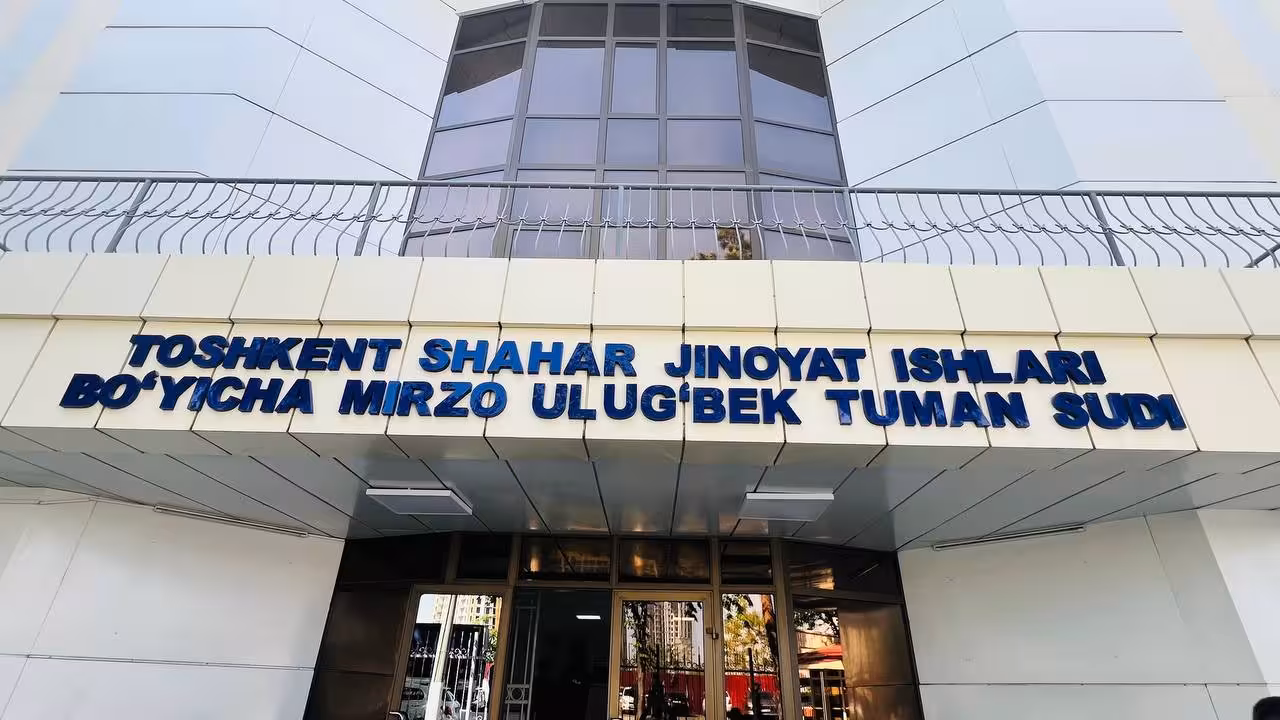 TOSHKENT SHAHAR JINOYAT ISHLARI
BO‘YICHA MIRZO ULUG‘BEK TUMAN SUDI